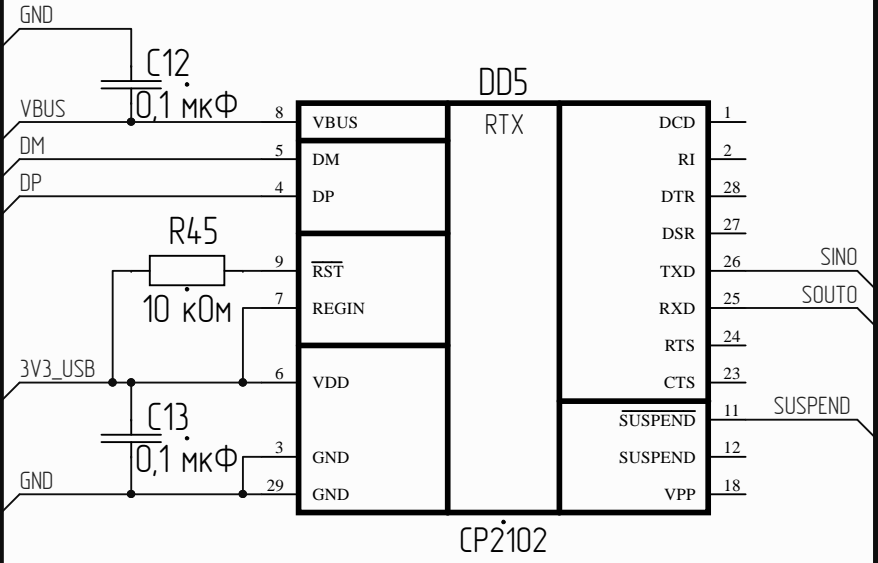 GND
C12
0,1 мкФ
DD5
VBUS
8
VBUS
RTX
DCD
1
DM
5
DM
RI
2
DP
4
DP
DTR
28
DSR
27
R45
9
RST
TXD
26
SIN0
10 кОм
7
REGIN
RXD
25
SOUT0
RTS
24
3V3_USB
6
VDD
CTS
23
C13
0,1 мкФ
SUSPEND
11
SUSPEND
3
GND
SUSPEND
12
GND
29
GND
VPP
18
CP2102